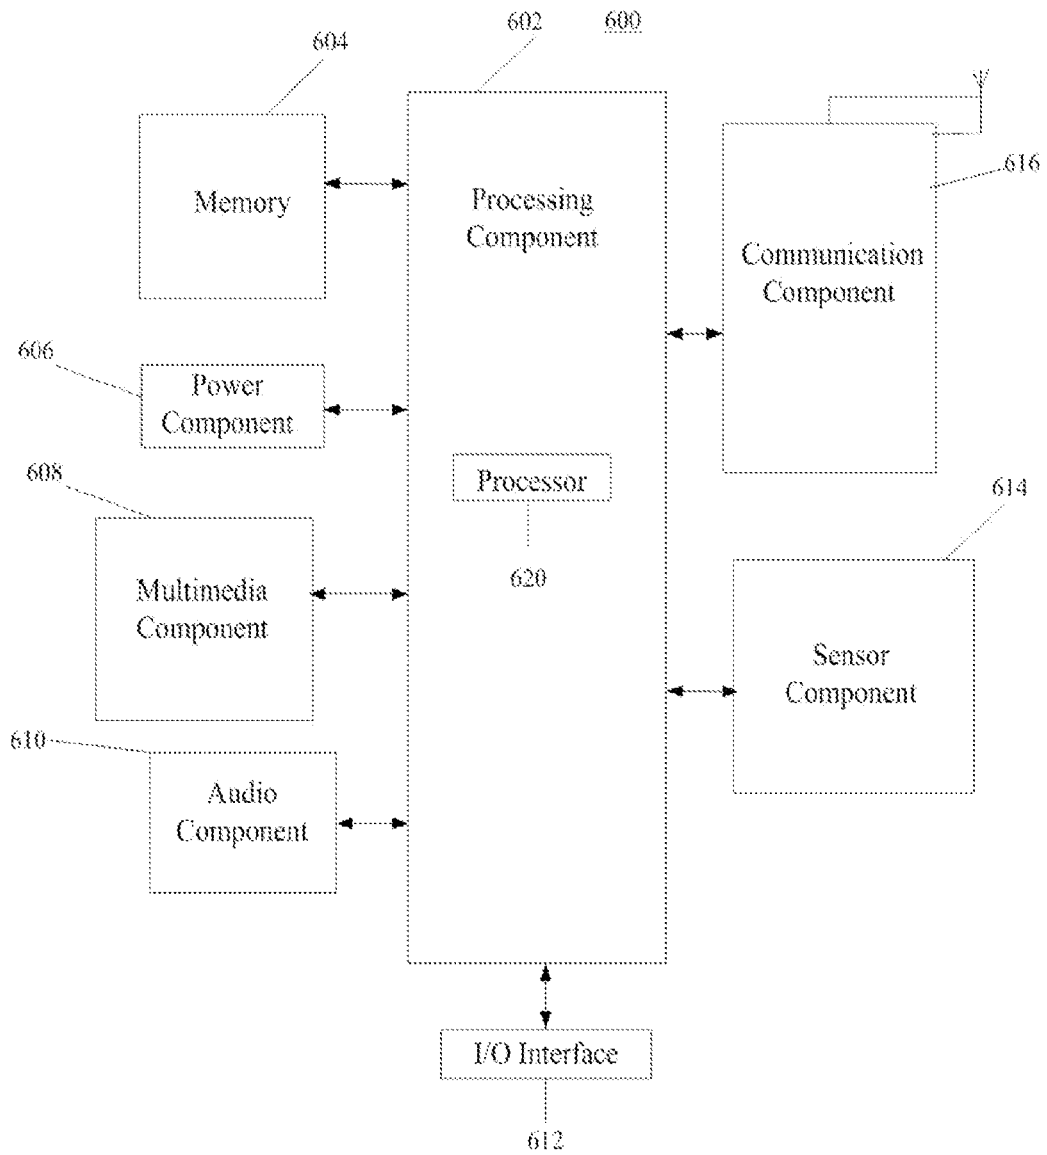 602
600
604
Memory
Processing
Component
616
Communication
Component
606
Power
Component
608
Processor
614
620
Multimedia
Component
Sensor
Component
610
Audio
Component
I/O Interface
612